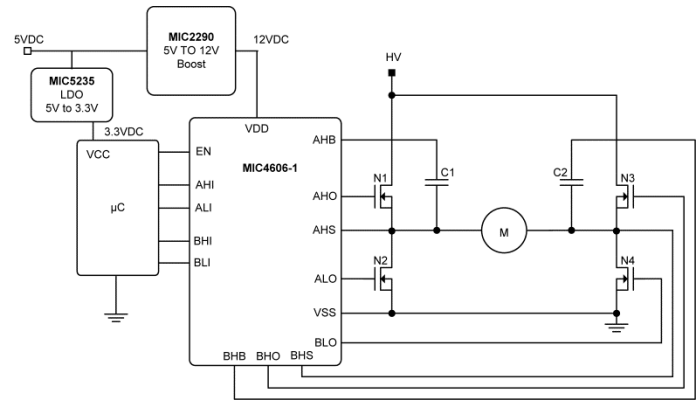 5VDC
MIC2290
5V TO 12V
Boost
12VDC
HV
MIC5235
LDO
5V to 3.3V
3.3VDC
VCC
µC
VDD
MIC4606-1
EN
AHI
ALI
BHI
BLI
AHB
AHO
AHS
ALO
VSS
BLO
BHB BHO BHS
C1
C2
N1
N3
M
N2
N4